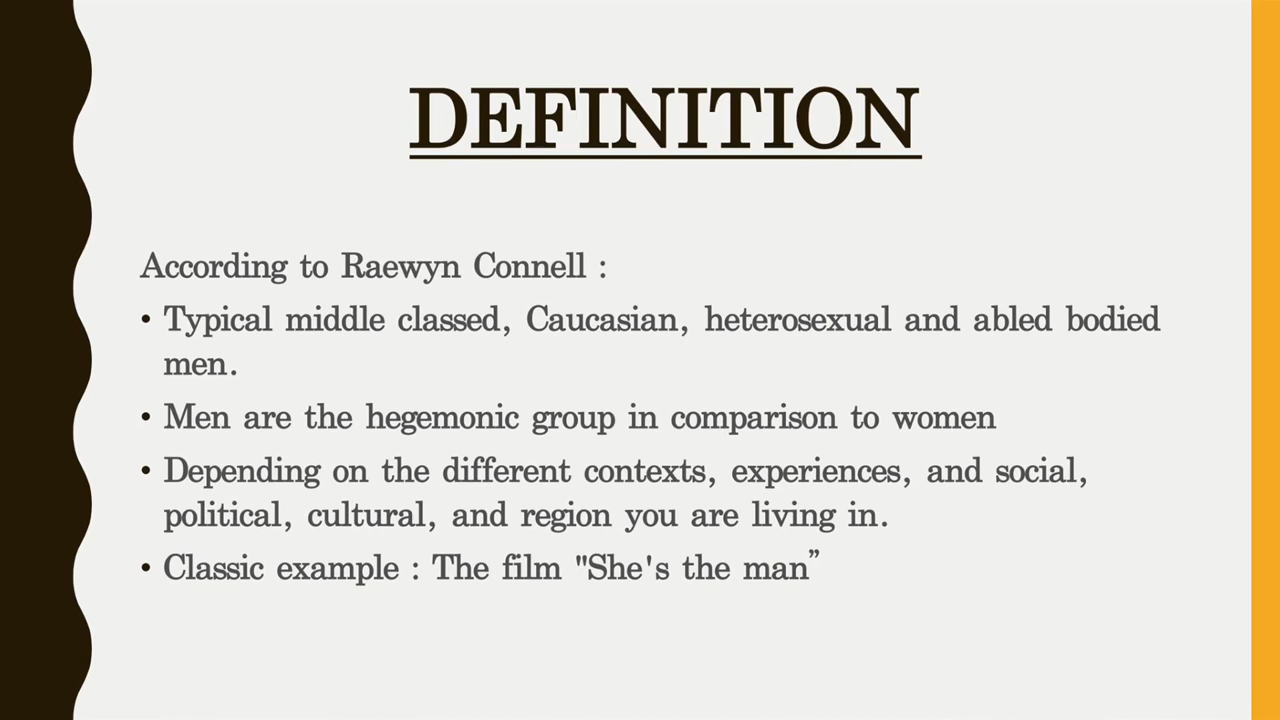 DEFINITION
According to Raewyn Connell :
• Typical middle classed, Caucasian, heterosexual and abled bodied
men.
• Men are the hegemonic group in comparison to women
• Depending on the different contexts, experiences, and social,
political, cultural, and region you are living in.
• Classic example : The film "She's the man”